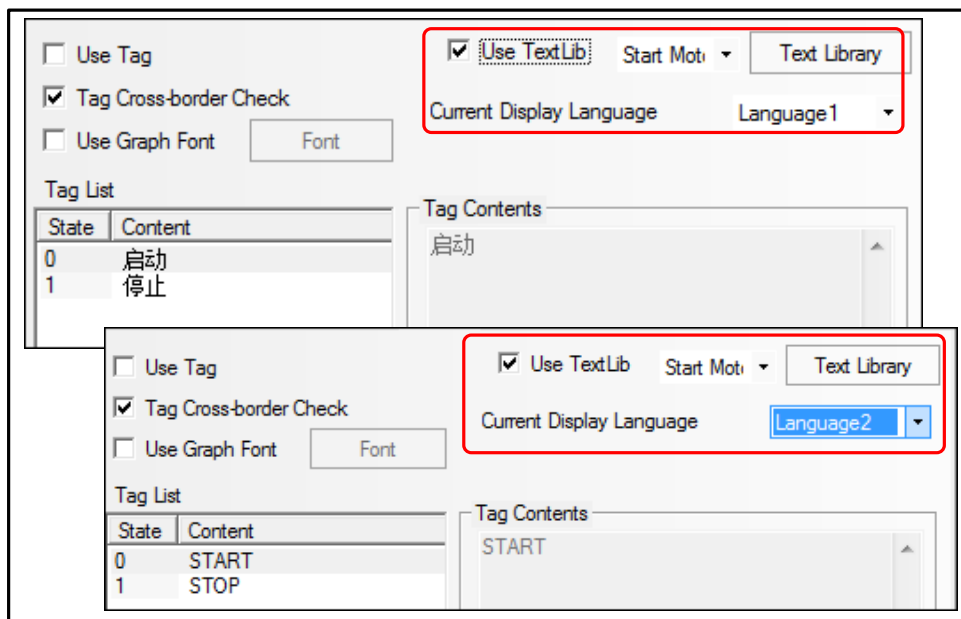 Use Tag
Use TextLib Start Mot Text Library
Tag Cross-border Check
Current Display Language Language1
Use Graph Font Font
Tag List
Tag Contents
State Content
启动
0 启动
1 停止
Use Tag
Use TextLib Start Mot Text Library
Tag Cross-border Check
Current Display Language Language2
Use Graph Font Font
Tag List
Tag Contents
State Content
START
0 START
1 STOP